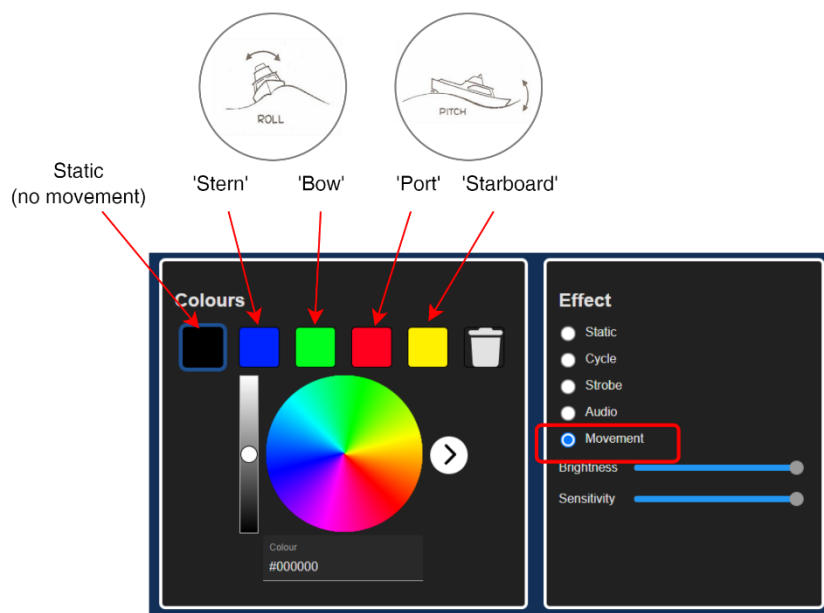 ROLL
PITCH
Static
(no movement)
'Stern'
'Bow'
'Port'
'Starboard'
Colours
Colour
#000000
Effect
Static
Cycle
Strobe
Audio
Movement
Brightness
Sensitivity